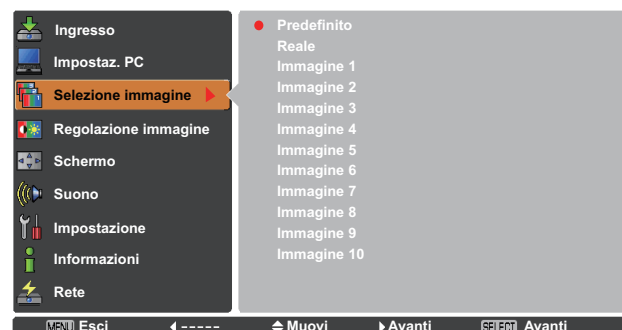 Ingresso
Impostaz. PC
Selezione immagine
Regolazione immagine
Schermo
Suono
Impostazione
Informazioni
Rete
Predefinito
Reale
Immagine 1
Immagine 2
Immagine 3
Immagine 4
Immagine 5
Immagine 6
Immagine 7
Immagine 8
Immagine 9
Immagine 10
MENU Esci ----- Muovi Avanti SELECT Avanti